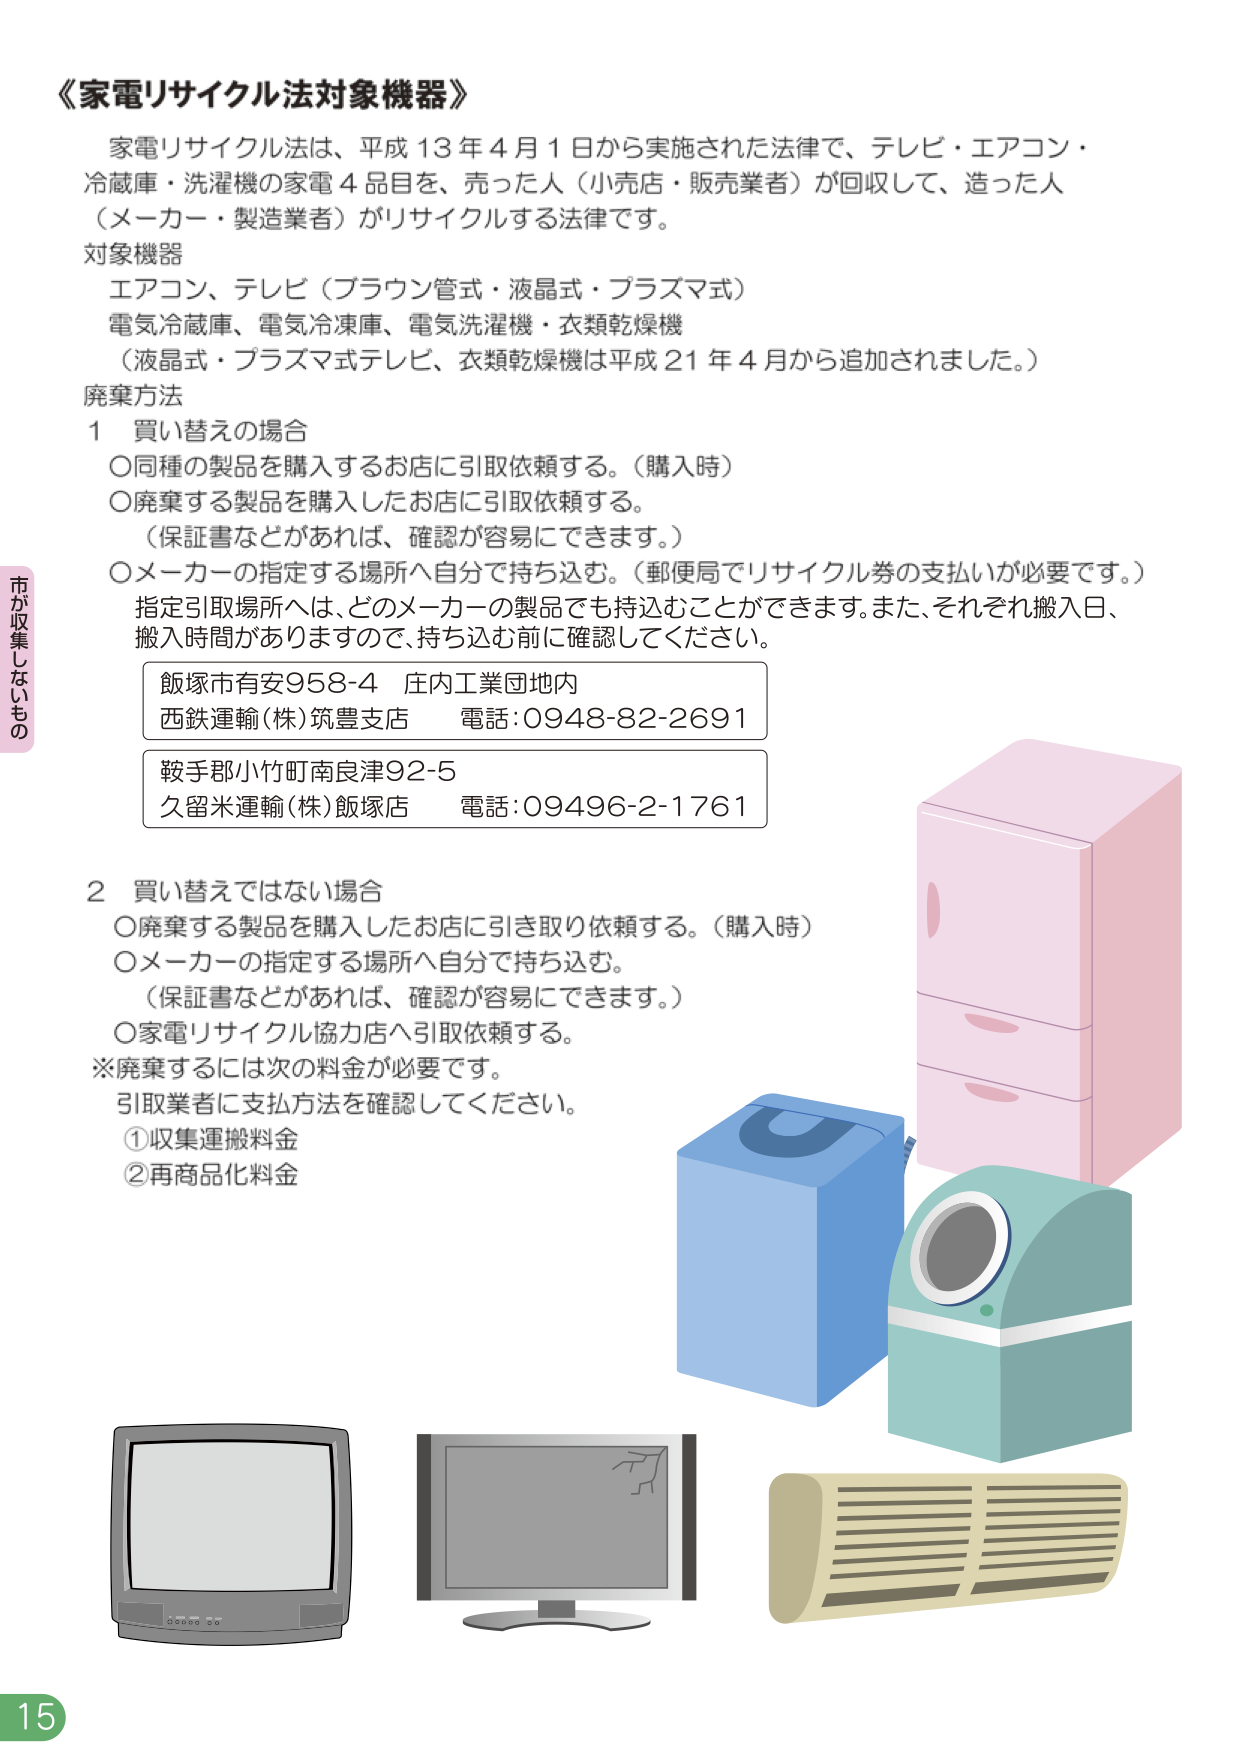 《家電リサイクル法対象機器》
家電リサイクル法は、平成 13 年 4 月 1 日から実施された法律で、テレビ・エアコン・
冷蔵庫・洗濯機の家電 4 品目を、売った人（小売店・販売業者）が回収して、造った人
（メーカー・製造業者）がリサイクルする法律です。
対象機器
エアコン、テレビ（ブラウン管式・液晶式・プラズマ式）
電気冷蔵庫、電気冷凍庫、電気洗濯機・衣類乾燥機
（液晶式・プラズマ式テレビ、衣類乾燥機は平成 21 年 4 月から追加されました。）
廃棄方法
1　買い替えの場合
○同種の製品を購入するお店に引取依頼する。（購入時）
○廃棄する製品を購入したお店に引取依頼する。
（保証書などがあれば、確認が容易にできます。）
○メーカーの指定する場所へ自分で持ち込む。（郵便局でリサイクル券の支払いが必要です。）
指定引取場所へは、どのメーカーの製品でも持込むことができます。また、それぞれ搬入日、
搬入時間がありますので、持ち込む前に確認してください。
飯塚市有安958-4　庄内工業団地内
西鉄運輸(株)筑豊支店　電話:0948-82-2691
鞍手郡小竹町南良津92-5
久留米運輸(株)飯塚店　電話:09496-2-1761
2　買い替えではない場合
○廃棄する製品を購入したお店に引き取り依頼する。（購入時）
○メーカーの指定する場所へ自分で持ち込む。
（保証書などがあれば、確認が容易にできます。）
○家電リサイクル協力店へ引取依頼する。
※廃棄するには次の料金が必要です。
引取業者に支払方法を確認してください。
①収集運搬料金
②再商品化料金
市が収集しないもの
15